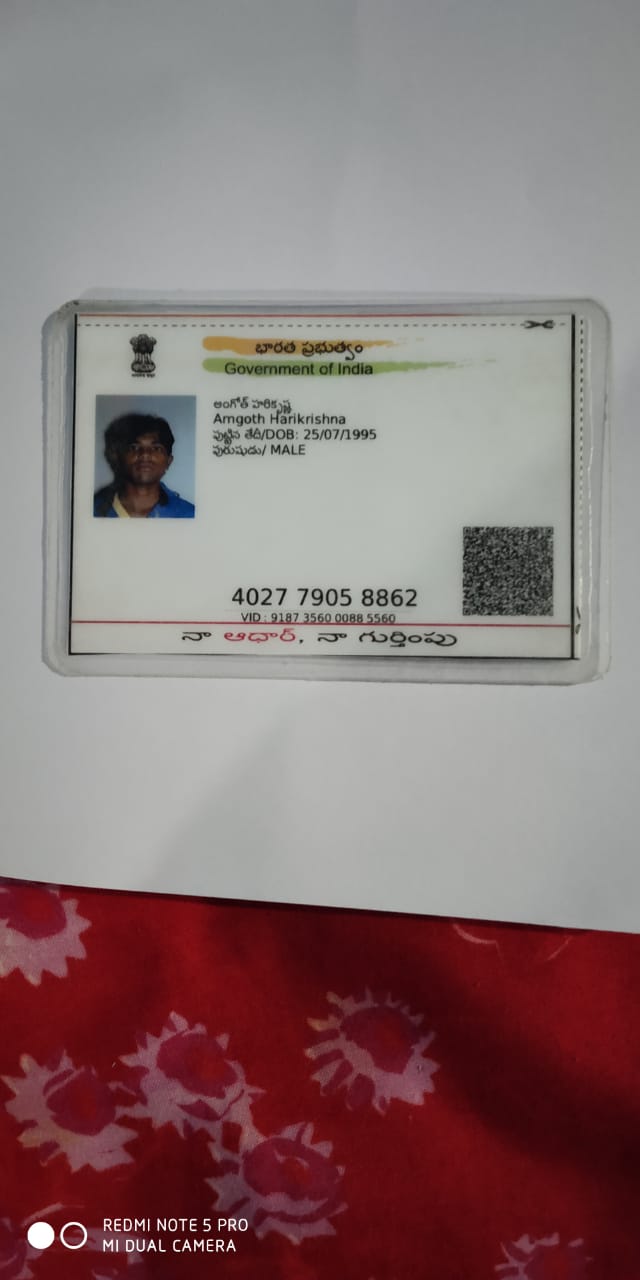 భారత ప్రభుత్వం
Government of India
అంగోత్ హరికృష్ణ
Amgoth Harikrishna
పుట్టిన తేదీ/DOB: 25/07/1995
పురుషుడు/ MALE
4027 7905 8862
VID : 9187 3560 0088 5560
నా ఆధార్, నా గుర్తింపు
REDMI NOTE 5 PRO
MI DUAL CAMERA